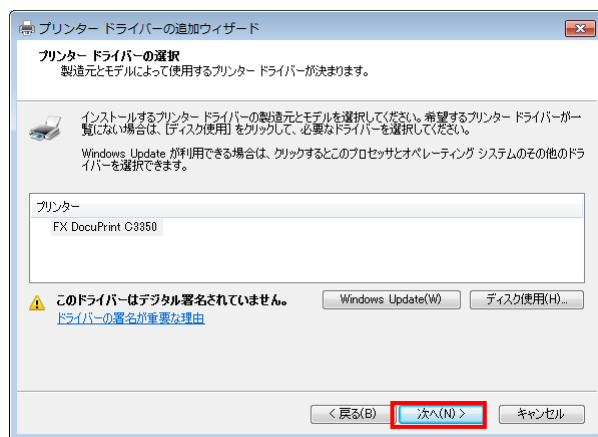 プリンター ドライバーの追加ウィザード
プリンター ドライバーの選択
製造元とモデルによって使用するプリンター ドライバーが決まります。
インストールするプリンター ドライバーの製造元とモデルを選択してください。希望するプリンター ドライバーが一
覧にない場合は、[ディスク使用] をクリックして、必要なドライバーを選択してください。
Windows Update が利用できる場合は、クリックするとこのプロセッサとオペレーティング システムのその他のドラ
イバーを選択できます。
プリンター
FX DocuPrint C3350
このドライバーはデジタル署名されていません。
Windows Update(W)
ディスク使用(H)...
ドライバーの署名が重要な理由
< 戻る(B)
次へ(N) >
キャンセル